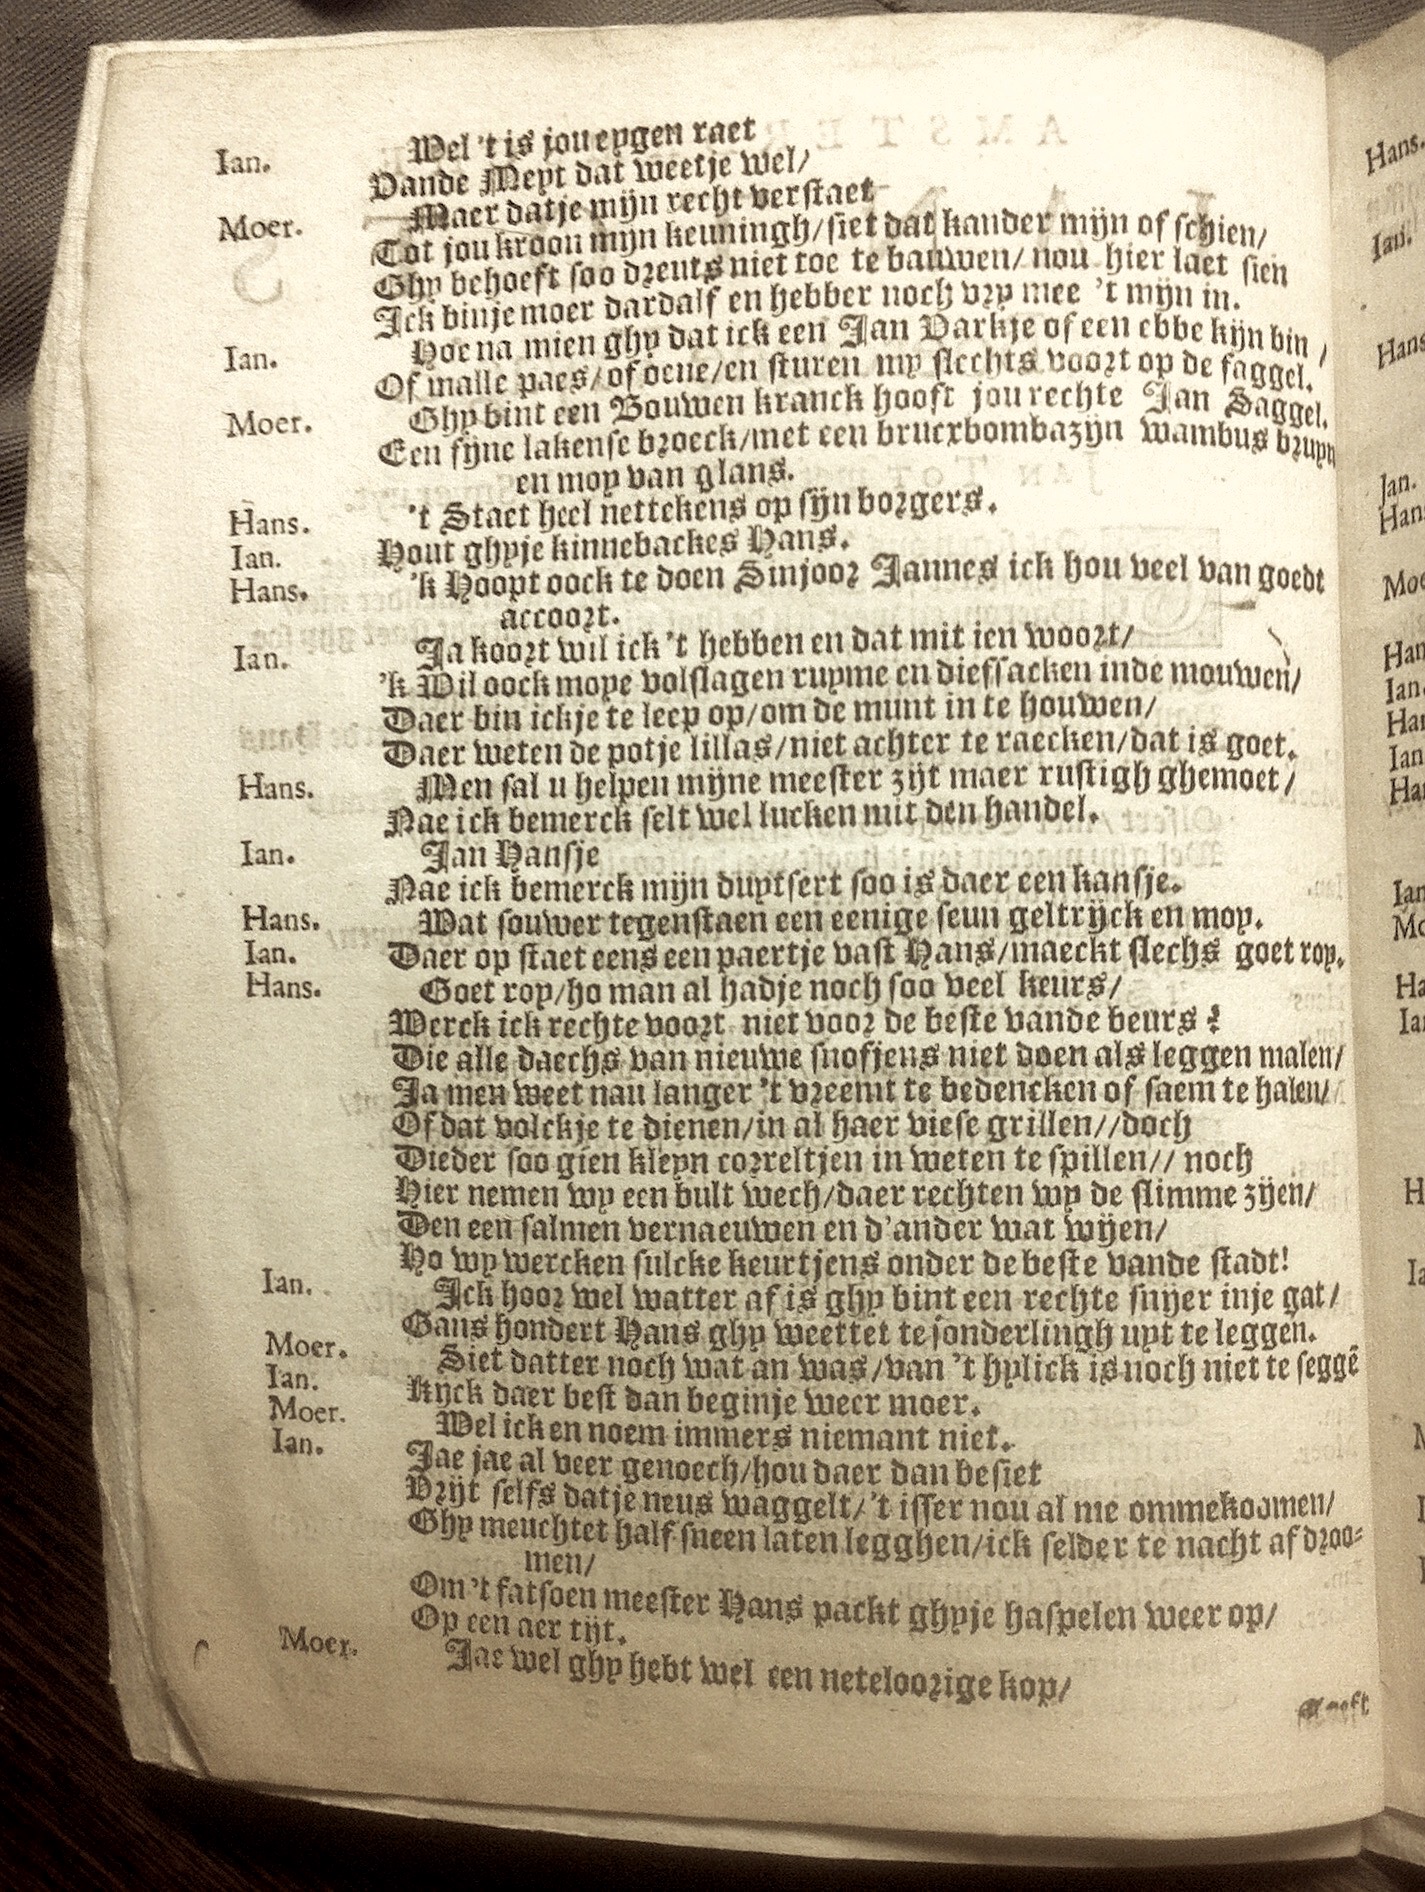 Wel 't is jou eygen raet
Ian. Vande Meyt dat weetje wel/
Maer datje mijn recht verstaet
Moer. Tot jou kroon mijn keuningh/siet dat kander mijn of schien/
Ghy behoeft soo dreuts niet toe te bauwen/ nou hier laet sien
Ick binje moer dardalf en hebber noch vry mee 't mijn in.
Ian. Hoe na mien ghy dat ick een Jan Darkje of een ebbe kijn bin /
Of malle paes/of oene/en sturen my slechts voort op de faggel.
Moer. Ghy bint een Bouwen kranck hooft jou rechte Jan Saggel.
Een fyne lakense broeck/met een brucxbombazijn wambus bruyn
en moy van glans.
Hans. 't Staet heel nettekens op sijn borgers.
Ian. Hout ghyje kinnebackes Hans.
Hans. 'k Hoopt oock te doen Sinjoor Jannes ick hou veel van goedt
accoort.
Ian. Ja koort wil ick 't hebben en dat mit ien woort/
'k Wil oock moye volslagen ruyme en diefsacken inde mouwen/
Daer bin ickje te leep op/om de munt in te houwen/
Daer weten de potje lillas/niet achter te raecken/dat is goet.
Hans. Men sal u helpen mijne meester zijt maer rustigh ghemoet/
Nae ick bemerck selt wel lucken mit den handel.
Ian. Jan Hansje
Nae ick bemerck mijn duytsert soo is daer een kansje.
Hans. Wat souwer tegenstaen een eenige seun geltrijck en moy.
Ian. Daer op staet eens een paertje vast Hans/maeckt slechs goet roy.
Hans. Goet roy/ho man al hadje noch soo veel keurs/
Werck ick rechte voort niet voor de beste vande beurs?
Die alle daechs van nieuwe snofjens niet doen als leggen malen/
Ja men weet nau langer 't vreemt te bedencken of saem te halen/
Of dat volckje te dienen/in al haer viese grillen//doch
Dieder soo gien kleyn correltjen in weten te spillen// noch
Hier nemen wy een bult wech/daer rechten wy de slimme zijen/
Den een salmen vernaeuwen en d'ander wat wijen/
Ho wy wercken sulcke keurtjens onder de beste vande stadt!
Ian. Ick hoor wel watter af is ghy bint een rechte snijer inje gat/
Gans hondert Hans ghy weettet te sonderlingh uyt te leggen.
Moer. Siet datter noch wat an was/van 't hylick is noch niet te seggē
Ian. Kijck daer best dan beginje weer moer.
Moer. Wel ick en noem immers niemant niet.
Ian. Jae jae al veer genoech/hou daer dan besiet
Vrijt selfs datje neus waggelt/'t isser nou al me ommekoomen/
Ghy meuchtet half sneen laten legghen/ick selder te nacht af droo-
men/
Om 't fatsoen meester Hans packt ghyje haspelen weer op/
Op een aer tijt.
Moer. Jae wel ghy hebt wel een neteloorige kop/
Hans.
Ian.
Hans
Jan.
Hans